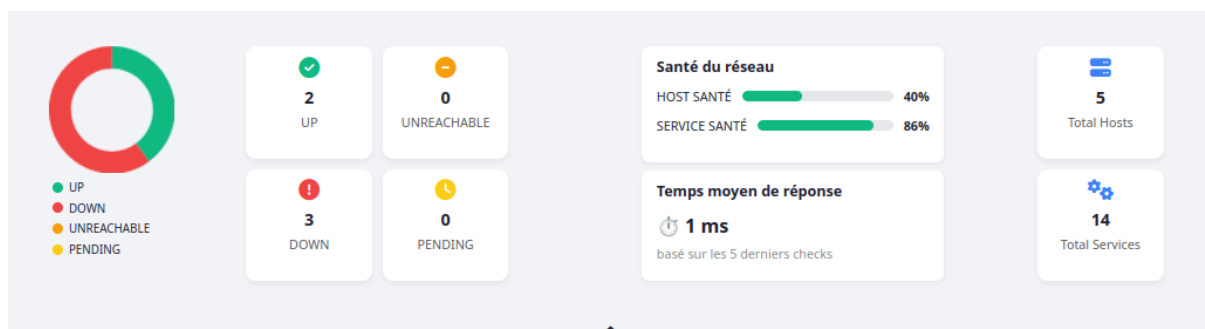 UP
DOWN
UNREACHABLE
PENDING
2
UP
0
UNREACHABLE
3
DOWN
0
PENDING
Santé du réseau
HOST SANTÉ 40%
SERVICE SANTÉ 86%
Temps moyen de réponse
1 ms
basé sur les 5 derniers checks
5
Total Hosts
14
Total Services